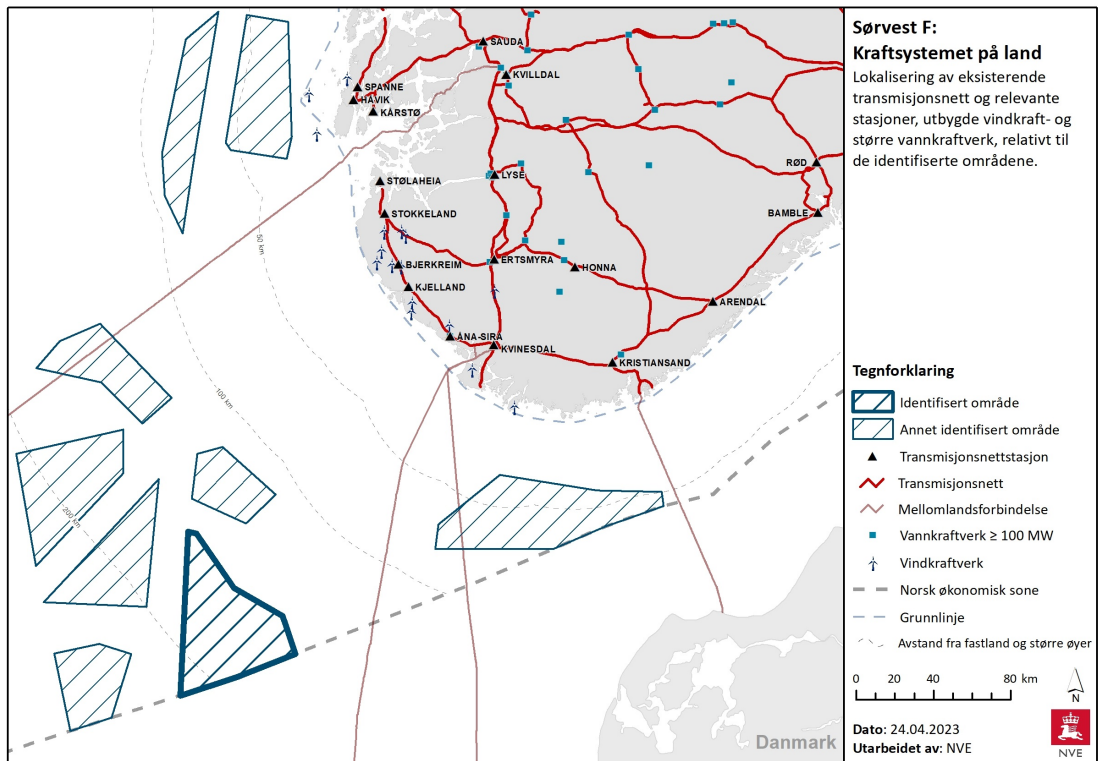 Sørvest F:
Kraftsystemet på land
Lokalisering av eksisterende
transmisjonsnett og relevante
stasjoner, utbygde vindkraft- og
større vannkraftverk, relativt til
de identifiserte områdene.
SAUDA
KVILLDAL
SPANNE
HÅVIK
KÅRSTØ
RØD
LYSE
STØLAHEIA
STOKKELAND
BAMBLE
50 km
ERTSMYRA
BJERKREIM
HONNA
KJELLAND
ARENDAL
ÅNA-SIRA
KVINESDAL
KRISTIANSAND
100 km
200 km
Danmark
Tegnforklaring
Identifisert område
Annet identifisert område
Transmisjonsnettstasjon
Transmisjonsnett
Mellomlandsforbindelse
Vannkraftverk ≥ 100 MW
Vindkraftverk
Norsk økonomisk sone
Grunnlinje
Avstand fra fastland og større øyer
0 20 40 80 km
N
Dato: 24.04.2023
Utarbeidet av: NVE
NVE